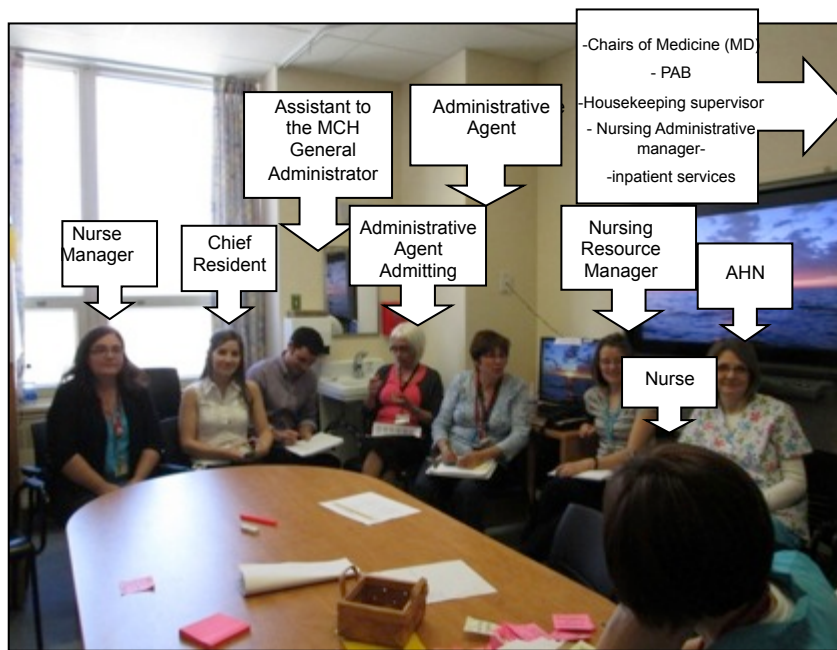 -Chairs of Medicine (MD)
- PAB
-Housekeeping supervisor
- Nursing Administrative
manager-
-inpatient services
Assistant to
the MCH
General
Administrator
Administrative
Agent
Nurse
Manager
Chief
Resident
Administrative
Agent
Admitting
Nursing
Resource
Manager
AHN
Nurse